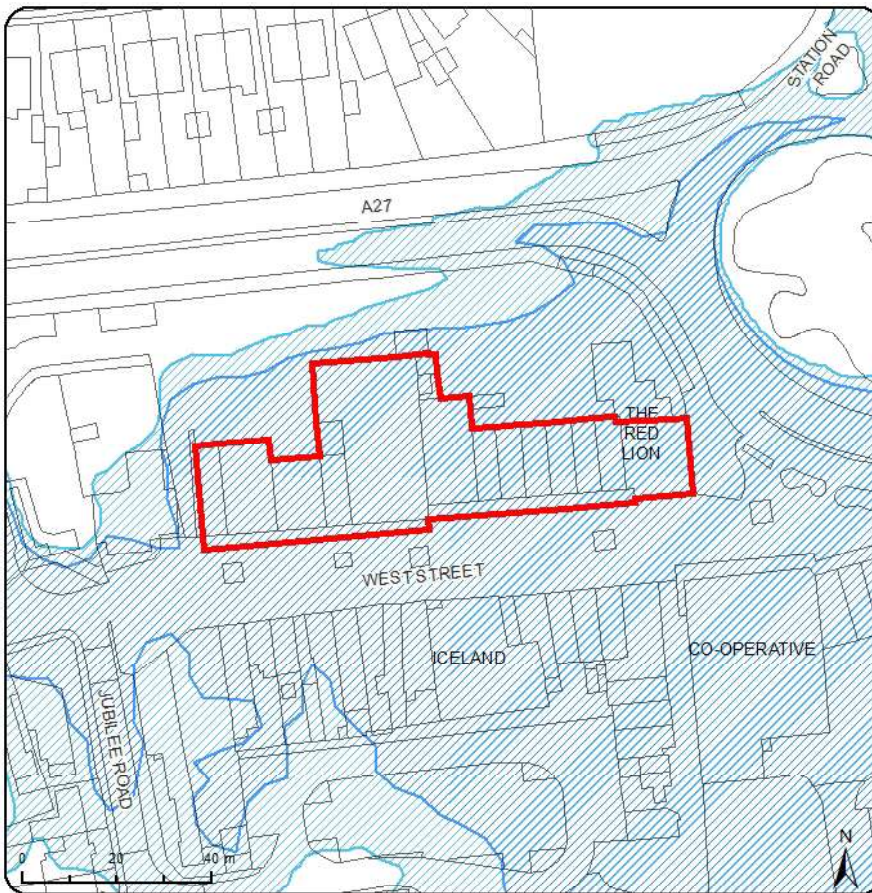 STATION
ROAD
A27
THE
RED
LION
WEST STREET
ICELAND
CO-OPERATIVE
JUBILEE ROAD
0 20 40 m
N